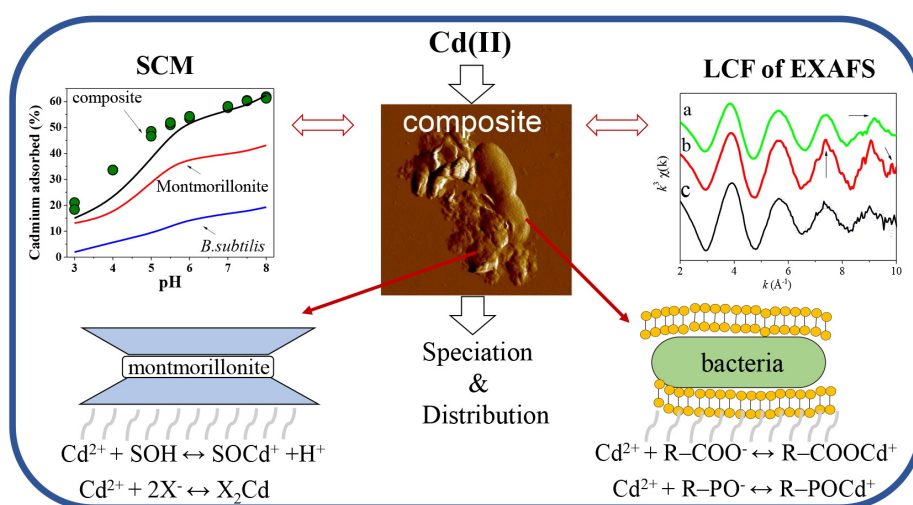 Cd(II)
SCM
LCF of EXAFS
composite
Montmorillonite
B.subtilis
Cadmium adsorbed (%)
60
50
40
30
20
10
0
3 4 5 6 7 8
pH
composite
a
b
c
k³ χ(k)
2 4 6 8 10
k (Å⁻¹)
montmorillonite
Speciation
&
Distribution
bacteria
Cd²⁺ + SOH ↔ SOCd⁺ +H⁺
Cd²⁺ + 2X⁻ ↔ X₂Cd
Cd²⁺ + R–COO⁻ ↔ R–COOCd⁺
Cd²⁺ + R–PO⁻ ↔ R–POCd⁺